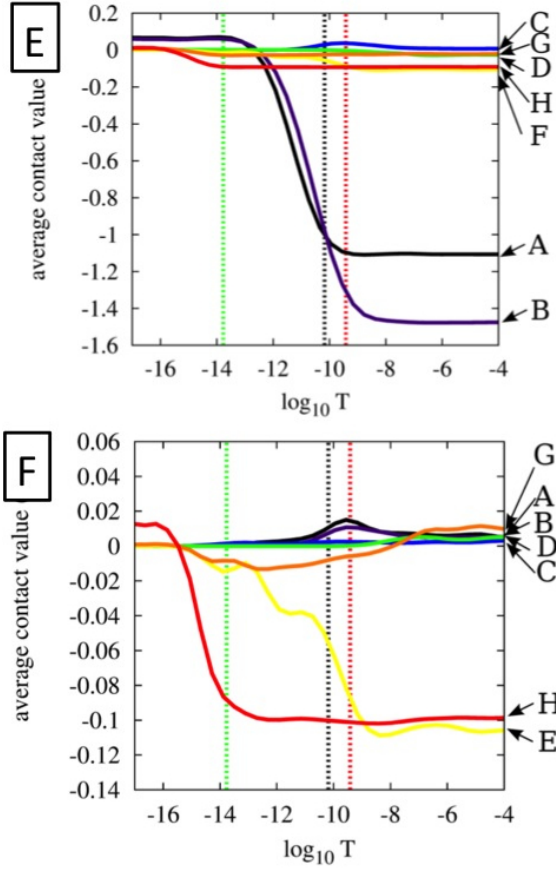 E
average contact value
0.2
0
-0.2
-0.4
-0.6
-0.8
-1
-1.2
-1.4
-1.6
-16 -14 -12 -10 -8 -6 -4
log10 T
C
G
D
H
F
A
B
F
average contact value
0.06
0.04
0.02
0
-0.02
-0.04
-0.06
-0.08
-0.1
-0.12
-0.14
-16 -14 -12 -10 -8 -6 -4
log10 T
G
A
B
D
C
H
E